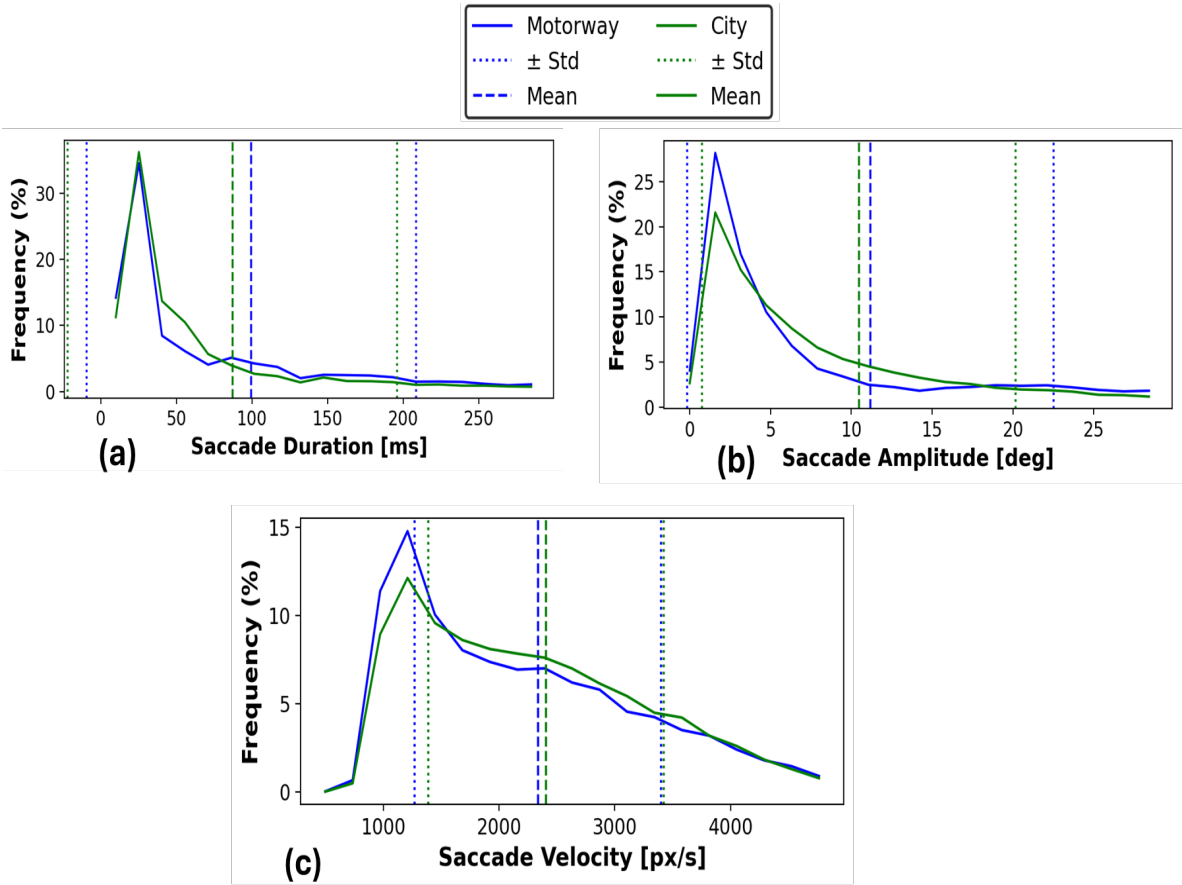 Motorway City
± Std ± Std
Mean Mean
Frequency (%)
30
20
10
0
0 50 100 150 200 250
Saccade Duration [ms]
(a)
Frequency (%)
25
20
15
10
5
0
0 5 10 15 20 25
Saccade Amplitude [deg]
(b)
Frequency (%)
15
10
5
0
1000 2000 3000 4000
Saccade Velocity [px/s]
(c)